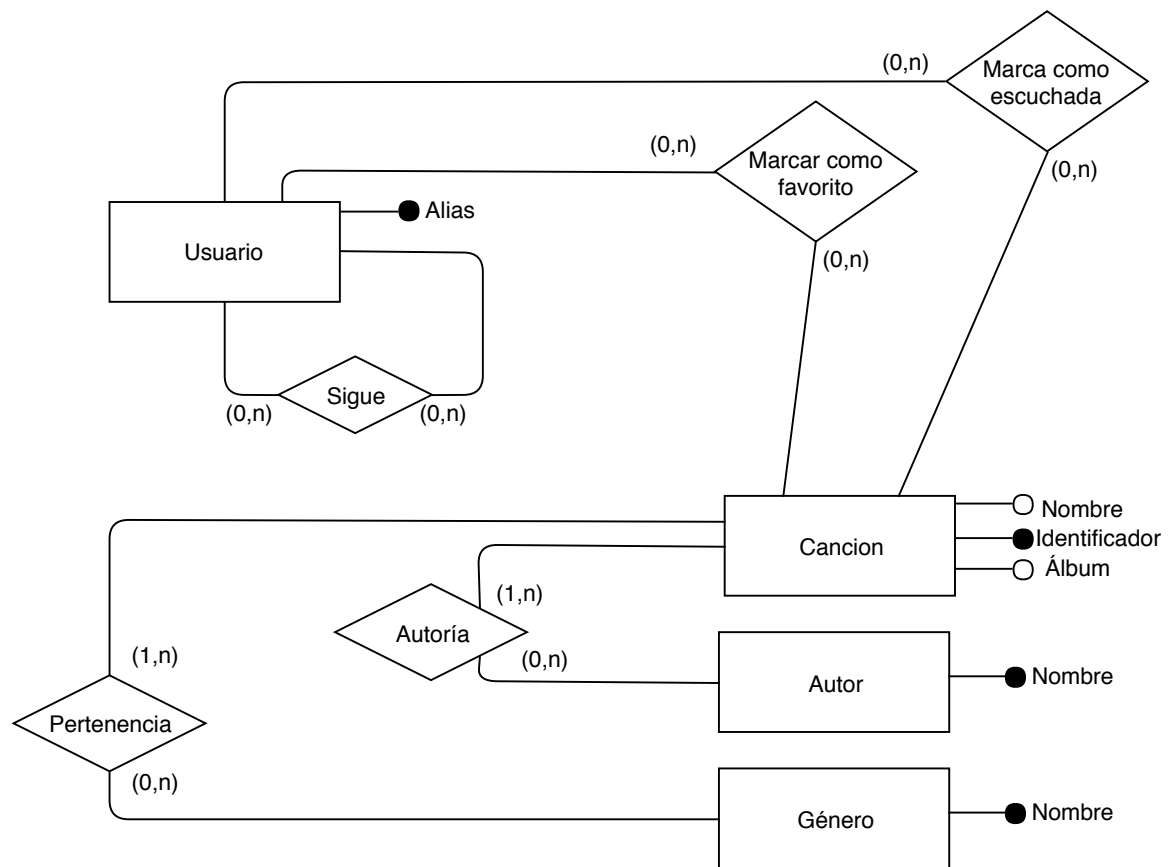 (0,n)
Marca como
escuchada
(0,n)
(0,n)
Marcar como
favorito
(0,n)
Alias
Usuario
Sigue
(0,n)
(0,n)
Nombre
Identificador
Álbum
Cancion
(1,n)
Autoría
(0,n)
Autor
Nombre
(1,n)
Pertenencia
(0,n)
Género
Nombre